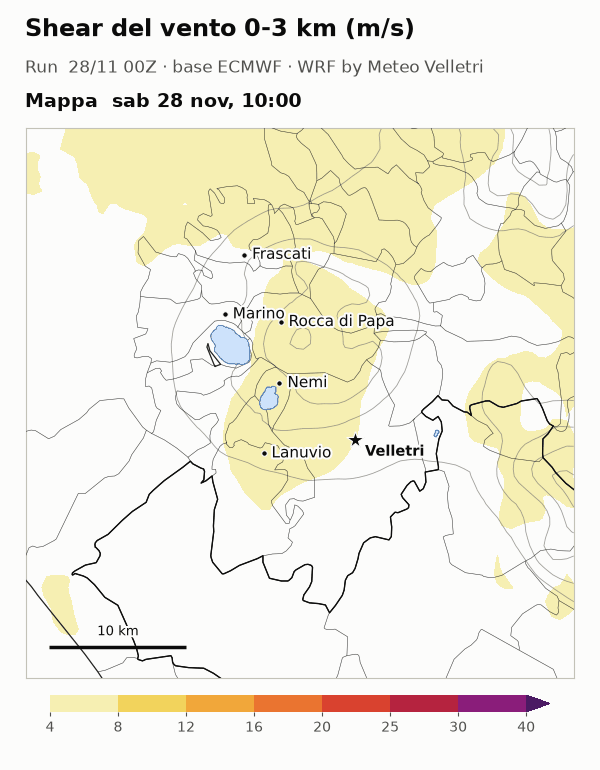 Shear del vento 0-3 km (m/s)
Run  28/11 00Z · base ECMWF · WRF by Meteo Velletri
Mappa  sab 28 nov, 10:00
Frascati
Marino
Rocca di Papa
Nemi
Velletri
Lanuvio
10 km
4 8 12 16 20 25 30 40